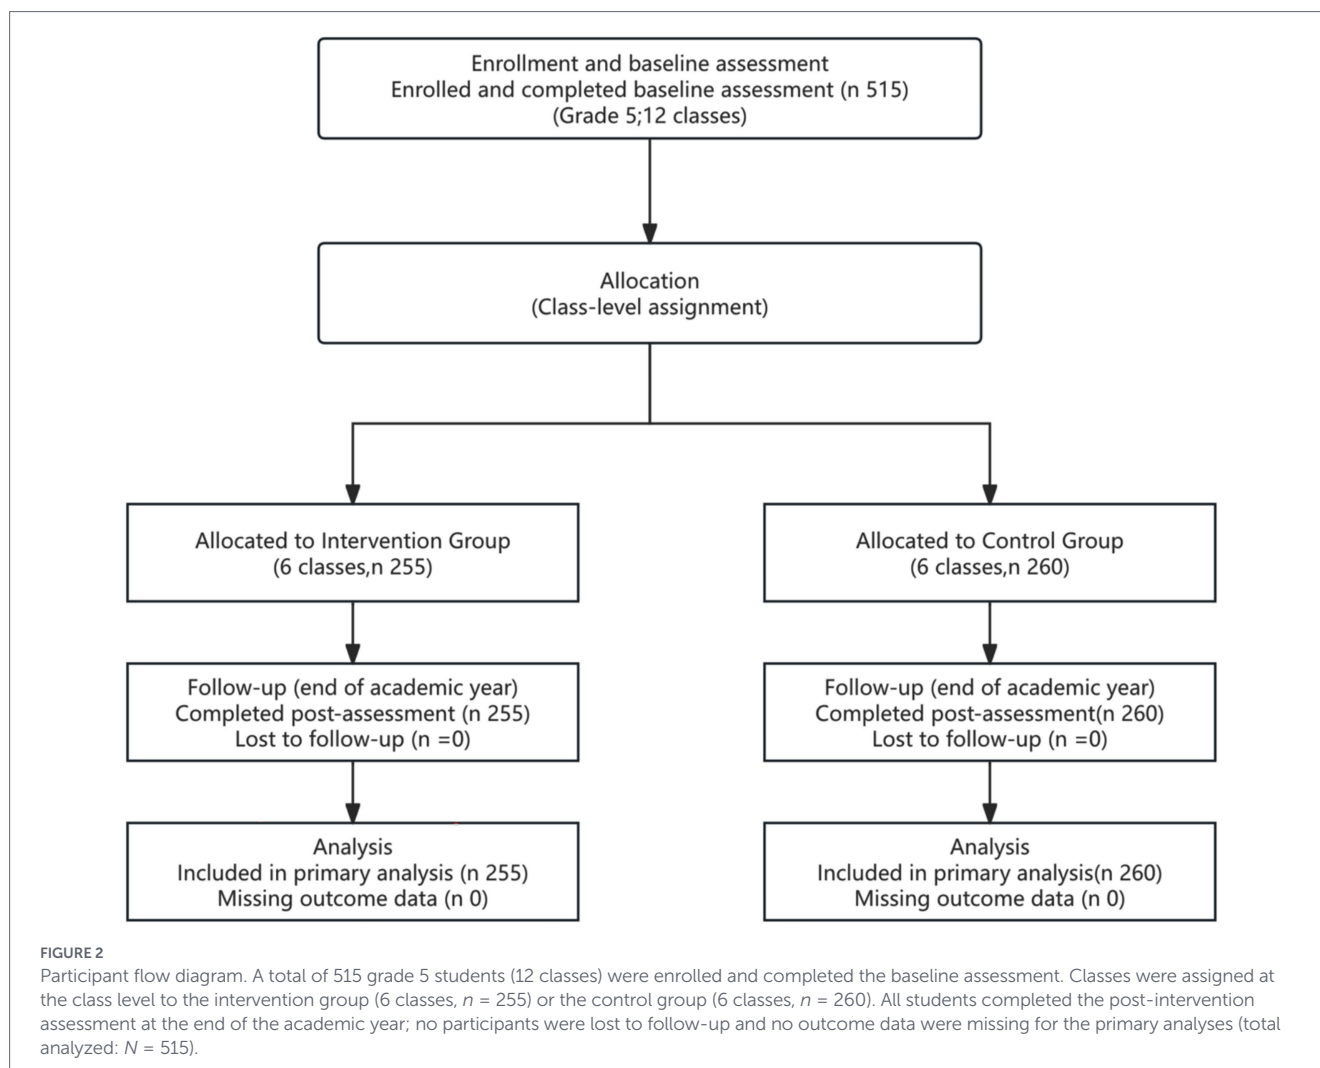 Enrollment and baseline assessment
Enrolled and completed baseline assessment (n 515)
(Grade 5;12 classes)
Allocation
(Class-level assignment)
Allocated to Intervention Group
(6 classes,n 255)
Allocated to Control Group
(6 classes,n 260)
Follow-up (end of academic year)
Completed post-assessment (n 255)
Lost to follow-up (n =0)
Follow-up (end of academic year)
Completed post-assessment(n 260)
Lost to follow-up (n =0)
Analysis
Included in primary analysis (n 255)
Missing outcome data (n 0)
Analysis
Included in primary analysis(n 260)
Missing outcome data (n 0)
FIGURE 2
Participant flow diagram. A total of 515 grade 5 students (12 classes) were enrolled and completed the baseline assessment. Classes were assigned at
the class level to the intervention group (6 classes, n = 255) or the control group (6 classes, n = 260). All students completed the post-intervention
assessment at the end of the academic year; no participants were lost to follow-up and no outcome data were missing for the primary analyses (total
analyzed: N = 515).